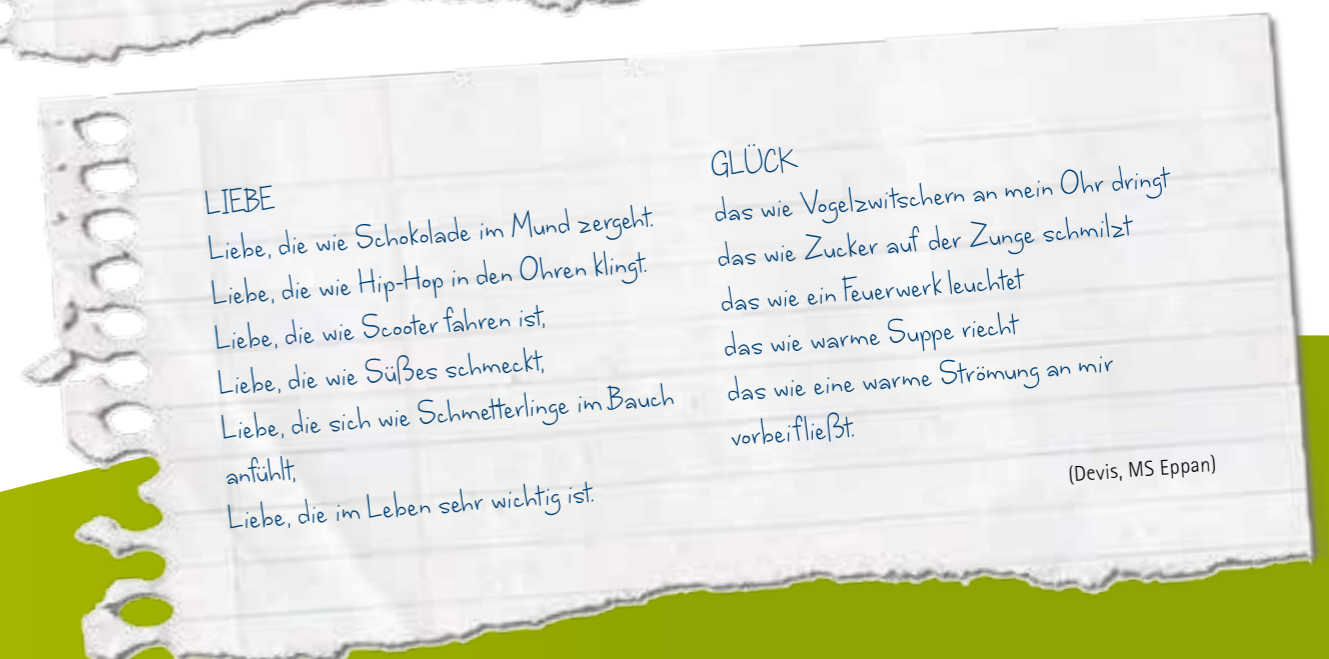 LIEBE
Liebe, die wie Schokolade im Mund zergeht.
Liebe, die wie Hip-Hop in den Ohren klingt.
Liebe, die wie Scooter fahren ist,
Liebe, die wie Süßes schmeckt,
Liebe, die sich wie Schmetterlinge im Bauch
anfühlt,
Liebe, die im Leben sehr wichtig ist.
GLÜCK
das wie Vogelzwitschern an mein Ohr dringt
das wie Zucker auf der Zunge schmilzt
das wie ein Feuerwerk leuchtet
das wie warme Suppe riecht
das wie eine warme Strömung an mir
vorbeifließt.
(Devis, MS Eppan)